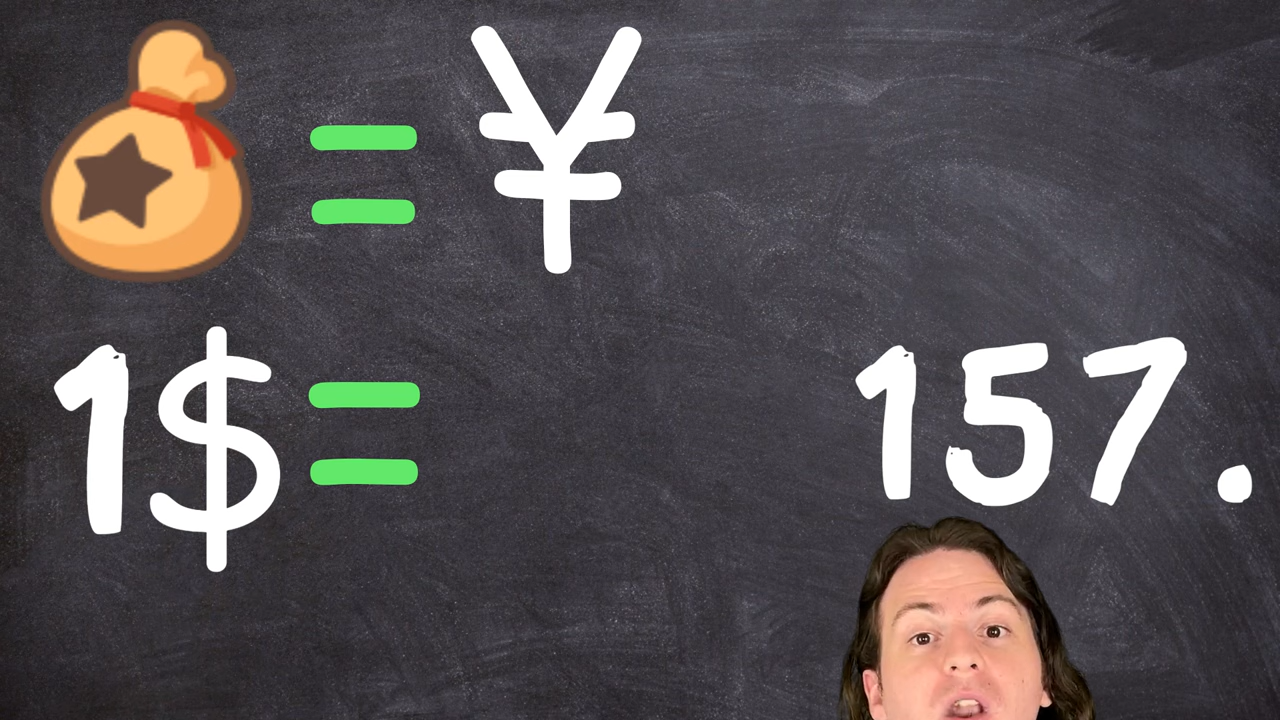 = ¥
1$ = 157.